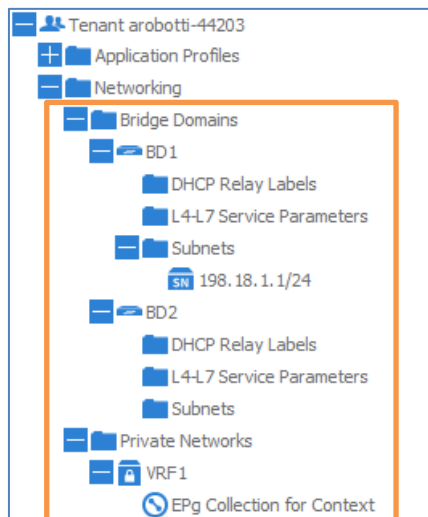 Tenant arobotti-44203
Application Profiles
Networking
Bridge Domains
BD1
DHCP Relay Labels
L4-L7 Service Parameters
Subnets
SN 198.18.1.1/24
BD2
DHCP Relay Labels
L4-L7 Service Parameters
Subnets
Private Networks
VRF1
EPg Collection for Context